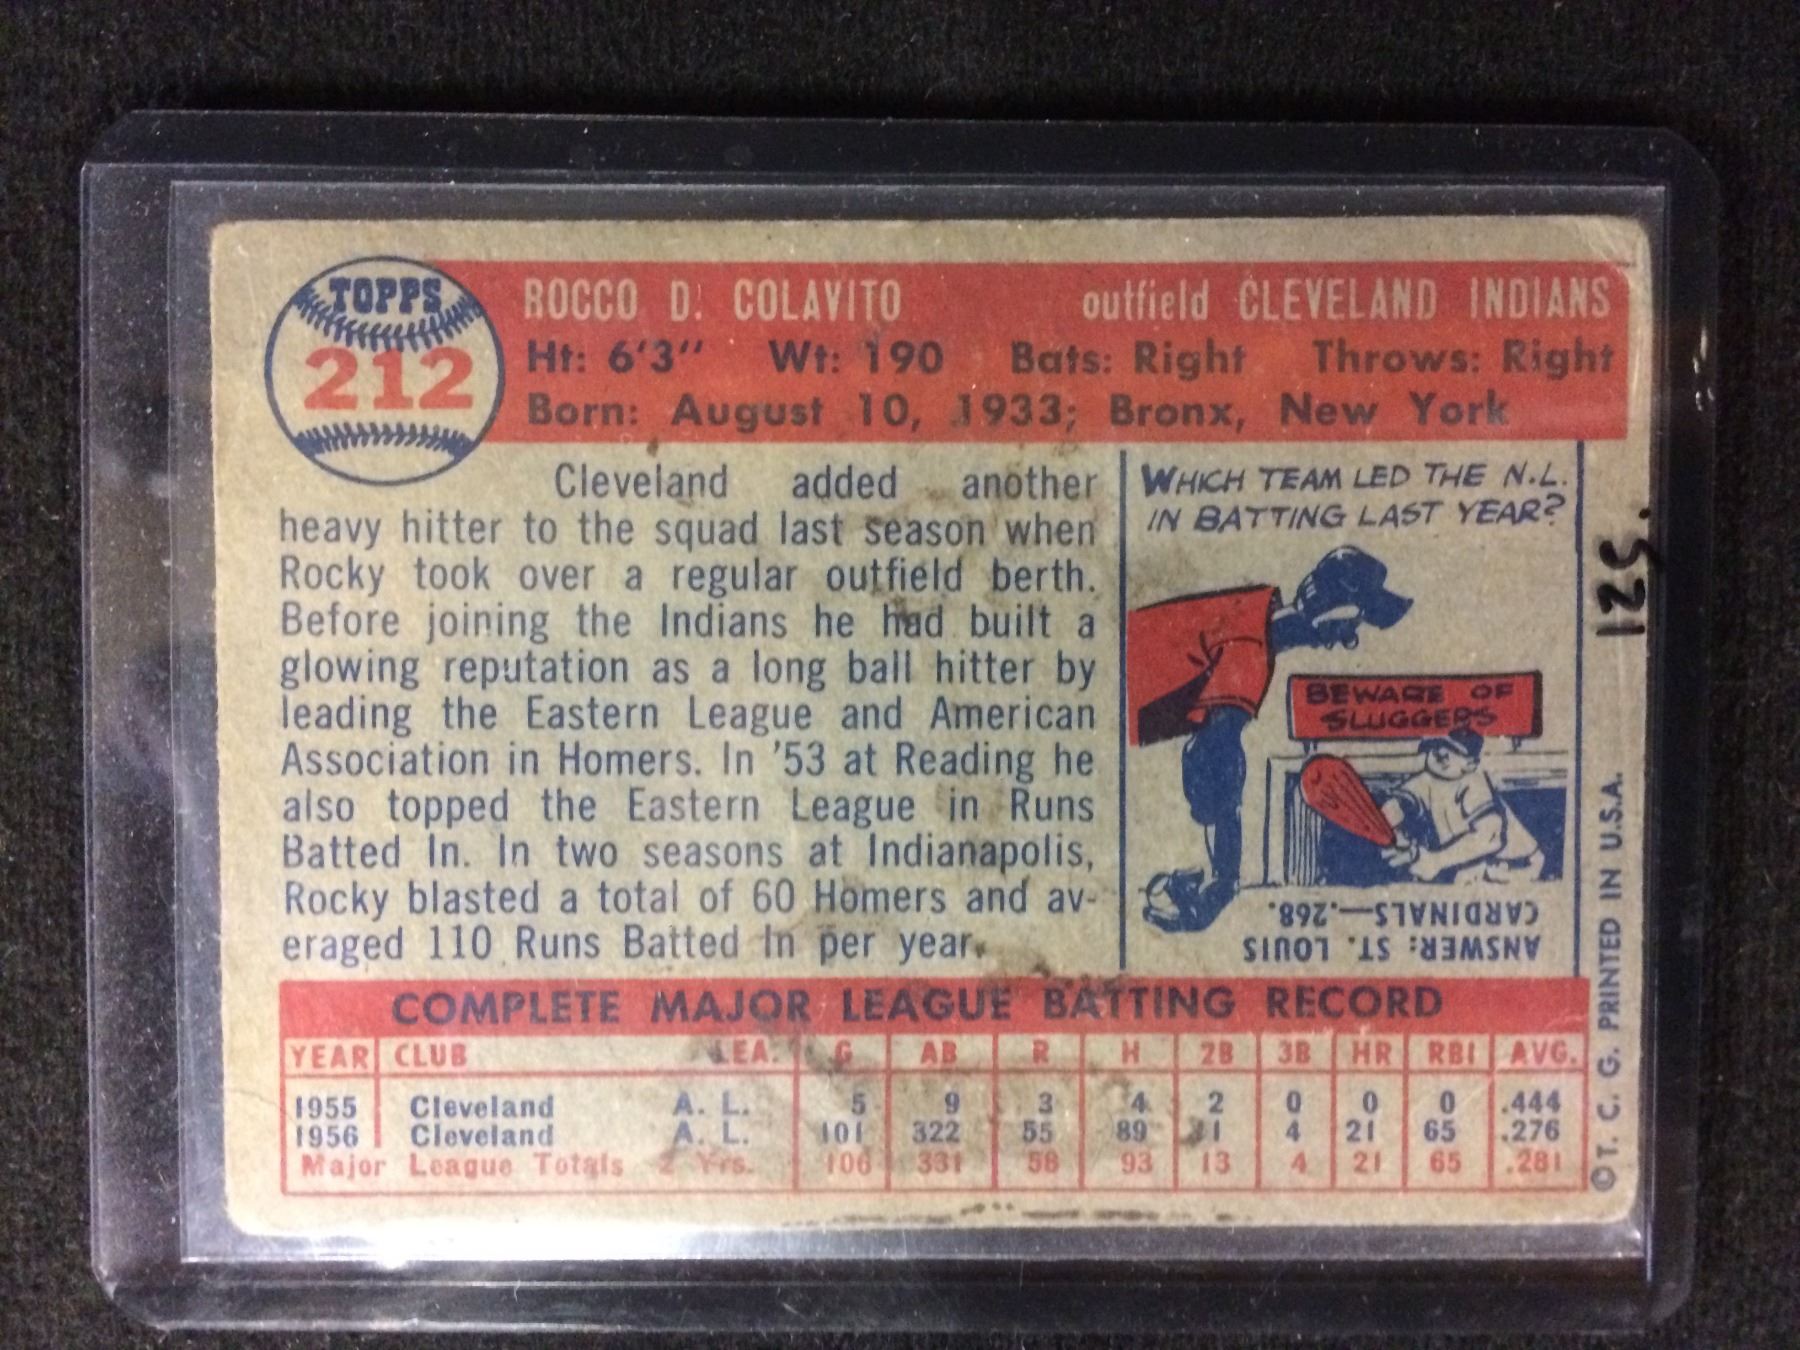 TOPPS
212
ROCCO D. COLAVITO outfield CLEVELAND INDIANS
Ht: 6'3" Wt: 190 Bats: Right Throws: Right
Born: August 10, 1933; Bronx, New York
Cleveland added another
heavy hitter to the squad last season when
Rocky took over a regular outfield berth.
Before joining the Indians he had built a
glowing reputation as a long ball hitter by
leading the Eastern League and American
Association in Homers. In '53 at Reading he
also topped the Eastern League in Runs
Batted In. In two seasons at Indianapolis,
Rocky blasted a total of 60 Homers and av-
eraged 110 Runs Batted In per year.
WHICH TEAM LED THE N.L.
IN BATTING LAST YEAR?
BEWARE OF
SLUGGERS
ANSWER: ST. LOUIS
CARDINALS—.268.
125.
© T. C. G. PRINTED IN U.S.A.
COMPLETE MAJOR LEAGUE BATTING RECORD
YEAR CLUB LEA. G AB R H 2B 3B HR RBI AVG.
1955 Cleveland A. L. 5 9 3 4 2 0 0 0 .444
1956 Cleveland A. L. 101 322 55 89 11 4 21 65 .276
Major League Totals 2 Yrs. 106 331 58 93 13 4 21 65 .281